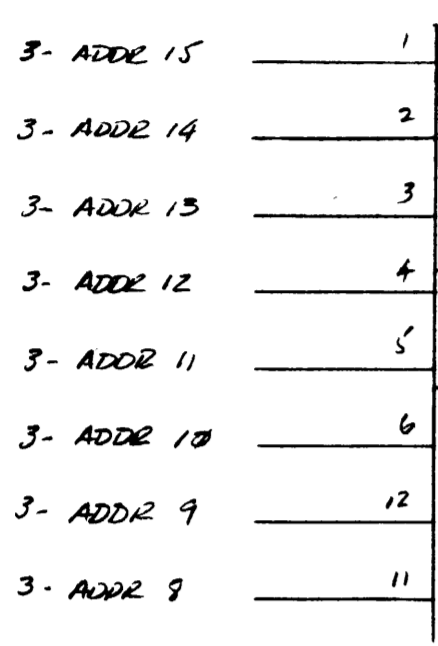 3- ADDR 15 1
3- ADDR 14 2
3- ADDR 13 3
3- ADDR 12 4
3- ADDR 11 5
3- ADDR 10 6
3- ADDR 9 12
3- ADDR 8 11